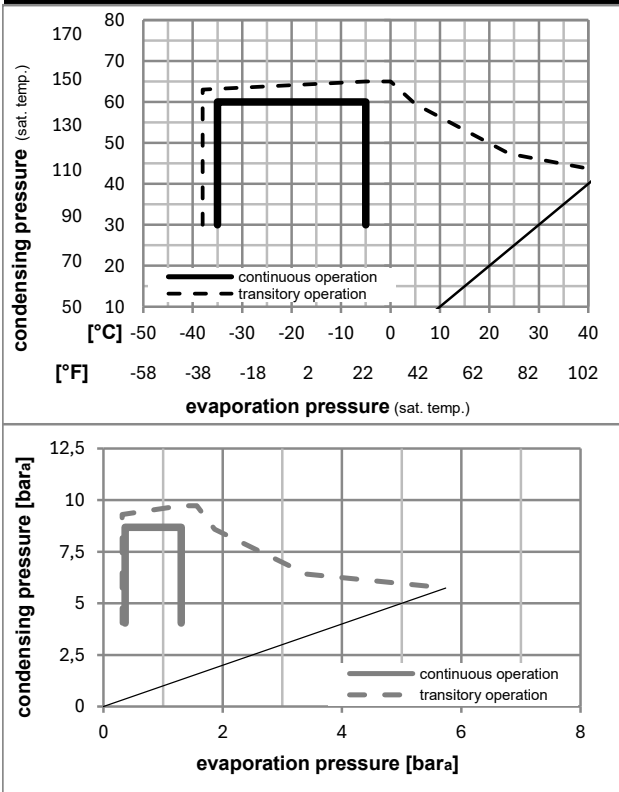 condensing pressure (sat. temp.)
170 80
70
150 60
130 50
110 40
90 30
70 20
50 10
continuous operation
transitory operation
[°C] -50 -40 -30 -20 -10 0 10 20 30 40
[°F] -58 -38 -18 2 22 42 62 82 102
evaporation pressure (sat. temp.)
condensing pressure [bara]
12,5
10
7,5
5
2,5
0
continuous operation
transitory operation
0 2 4 6 8
evaporation pressure [bara]